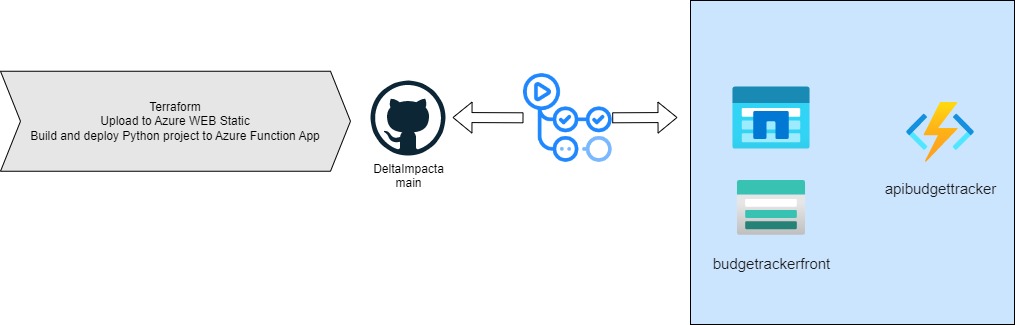 Terraform
Upload to Azure WEB Static
Build and deploy Python project to Azure Function App
DeltaImpacta
main
apibudgettracker
budgetrackerfront